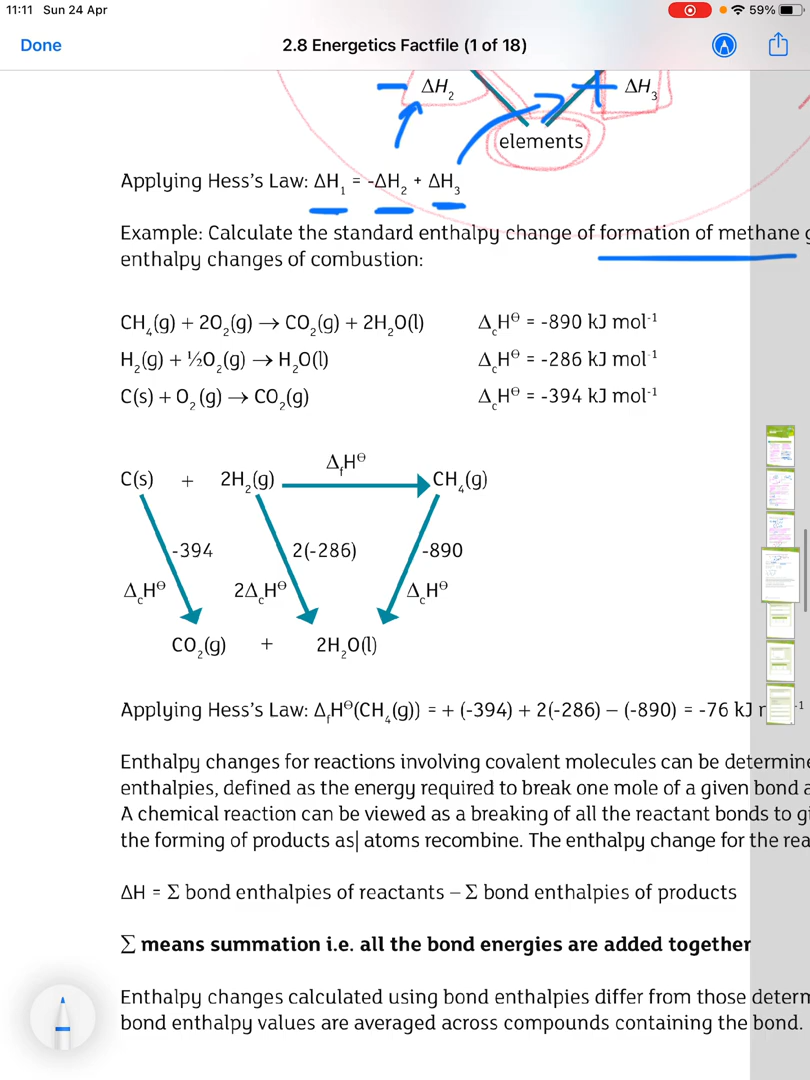 11:11 Sun 24 Apr 59%
Done 2.8 Energetics Factfile (1 of 18)
– ΔH₂ + ΔH₃
elements
Applying Hess's Law: ΔH₁ = -ΔH₂ + ΔH₃
Example: Calculate the standard enthalpy change of formation of methane
enthalpy changes of combustion:
CH₄(g) + 2O₂(g) → CO₂(g) + 2H₂O(l) ΔcHᶿ = -890 kJ mol⁻¹
H₂(g) + ½O₂(g) → H₂O(l) ΔcHᶿ = -286 kJ mol⁻¹
C(s) + O₂ (g) → CO₂(g) ΔcHᶿ = -394 kJ mol⁻¹
ΔfHᶿ
C(s) + 2H₂(g) CH₄(g)
-394 2(-286) -890
ΔcHᶿ 2ΔcHᶿ ΔcHᶿ
CO₂(g) + 2H₂O(l)
Applying Hess's Law: ΔfHᶿ(CH₄(g)) = + (-394) + 2(-286) – (-890) = -76 kJ
Enthalpy changes for reactions involving covalent molecules can be
enthalpies, defined as the energy required to break one mole of a given bond
A chemical reaction can be viewed as a breaking of all the reactant bonds to
the forming of products as atoms recombine. The enthalpy change for the
ΔH = Σ bond enthalpies of reactants – Σ bond enthalpies of products
Σ means summation i.e. all the bond energies are added together
Enthalpy changes calculated using bond enthalpies differ from those
bond enthalpy values are averaged across compounds containing the bond.